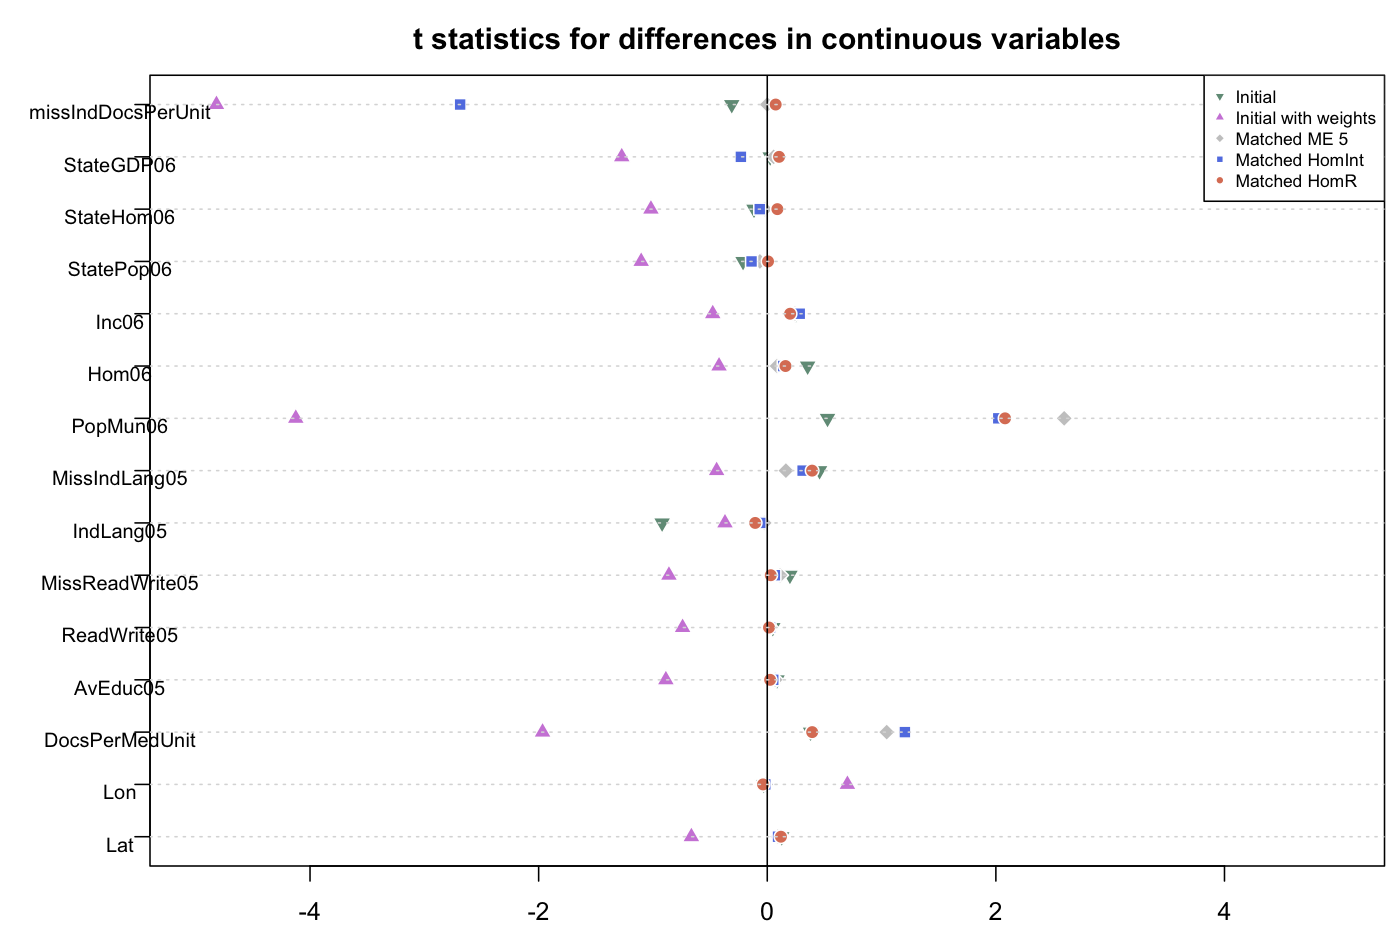 t statistics for differences in continuous variables
missIndDocsPerUnit
StateGDP06
StateHom06
StatePop06
Inc06
Hom06
PopMun06
MissIndLang05
IndLang05
MissReadWrite05
ReadWrite05
AvEduc05
DocsPerMedUnit
Lon
Lat
Initial
Initial with weights
Matched ME 5
Matched HomInt
Matched HomR
-4 -2 0 2 4